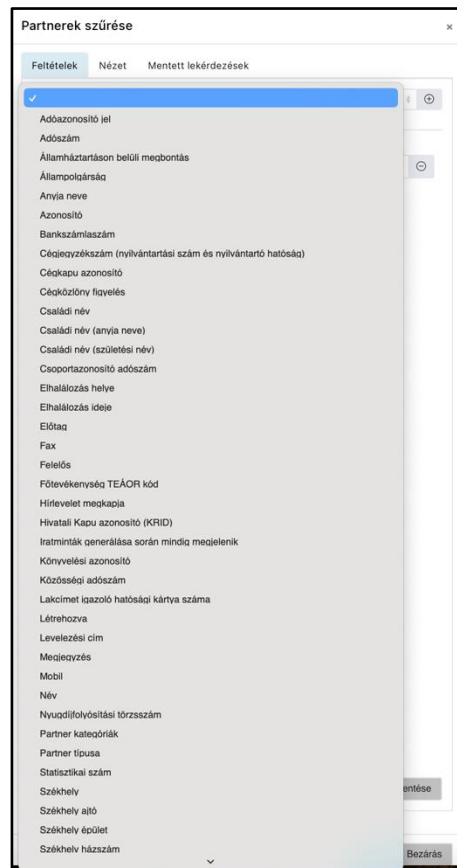 Partnerek szűrése
×
Feltételek Nézet Mentett lekérdezések
Adóazonosító jel
Adószám
Államháztartáson belüli megbontás
Állampolgárság
Anyja neve
Azonosító
Bankszámlaszám
Cégjegyzékszám (nyilvántartási szám és nyilvántartó hatóság)
Cégkapu azonosító
Cégközlöny figyelés
Családi név
Családi név (anyja neve)
Családi név (születési név)
Csoportazonosító adószám
Elhalálozás helye
Elhalálozás ideje
Előtag
Fax
Felelős
Főtevékenység TEÁOR kód
Hírlevelet megkapja
Hivatali Kapu azonosító (KRID)
Iratminták generálása során mindig megjelenik
Könyvelési azonosító
Közösségi adószám
Lakcímet igazoló hatósági kártya száma
Létrehozva
Levelezési cím
Megjegyzés
Mobil
Név
Nyugdíjfolyósítási törzsszám
Partner kategóriák
Partner típusa
Statisztikai szám
Székhely
entése
Székhely ajtó
Székhely épület
Székhely házszám
Bezárás